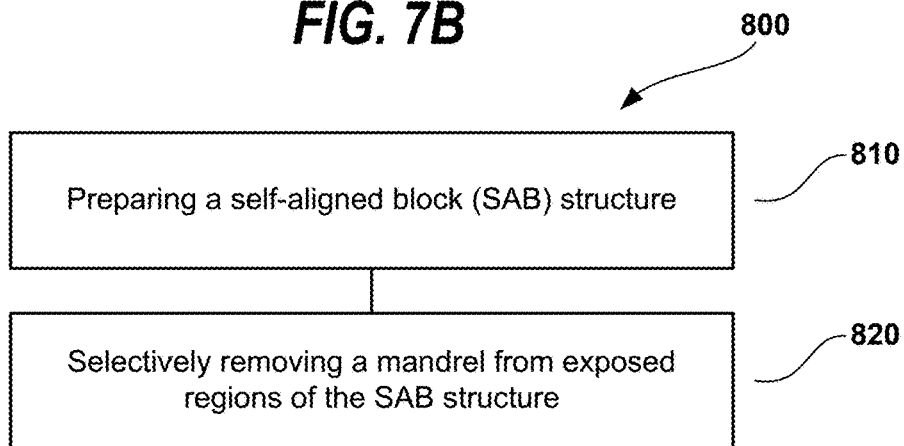 FIG. 7B
800
Preparing a self-aligned block (SAB) structure
810
Selectively removing a mandrel from exposed
regions of the SAB structure
820